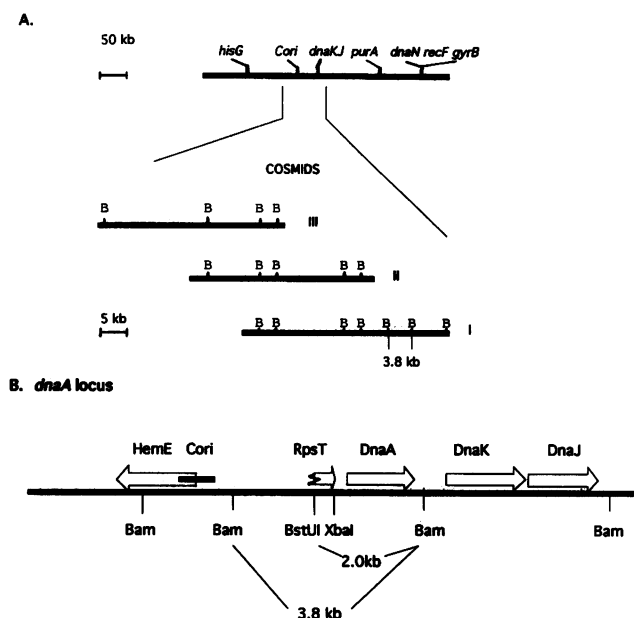 A.
50 kb
hisG Cori dnaKJ purA dnaN recF gyrB
COSMIDS
B B B B
III
B B B B B
II
5 kb
B B B B B B B
I
3.8 kb
B. dnaA locus
HemE Cori RpsT DnaA DnaK DnaJ
Bam Bam BstUI XbaI Bam Bam
2.0kb
3.8 kb